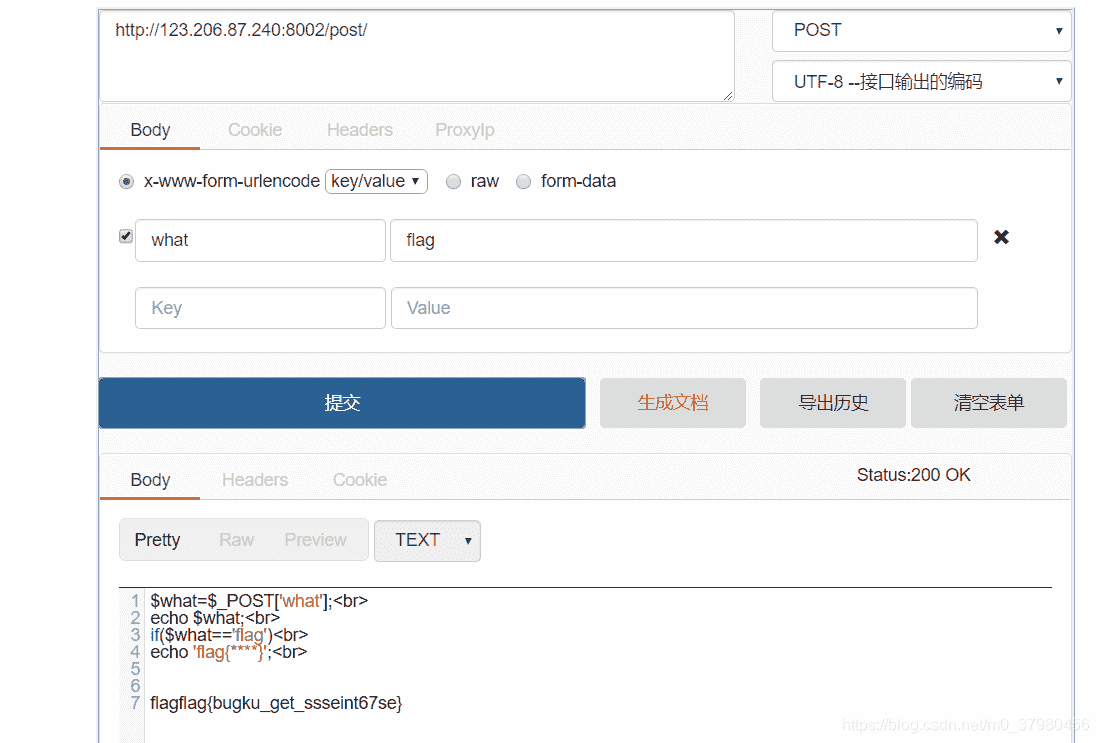 http://123.206.87.240:8002/post/
POST
UTF-8 --接口输出的编码
Body Cookie Headers ProxyIp
x-www-form-urlencode key/value raw form-data
what flag
Key Value
提交 生成文档 导出历史 清空表单
Body Headers Cookie Status:200 OK
Pretty Raw Preview TEXT
1 $what=$_POST['what'];<br>
2 echo $what;<br>
3 if($what=='flag')<br>
4 echo 'flag{****}';<br>
5
6
7 flagflag{bugku_get_ssseint67se}
https://blog.csdn.net/m0_37980456